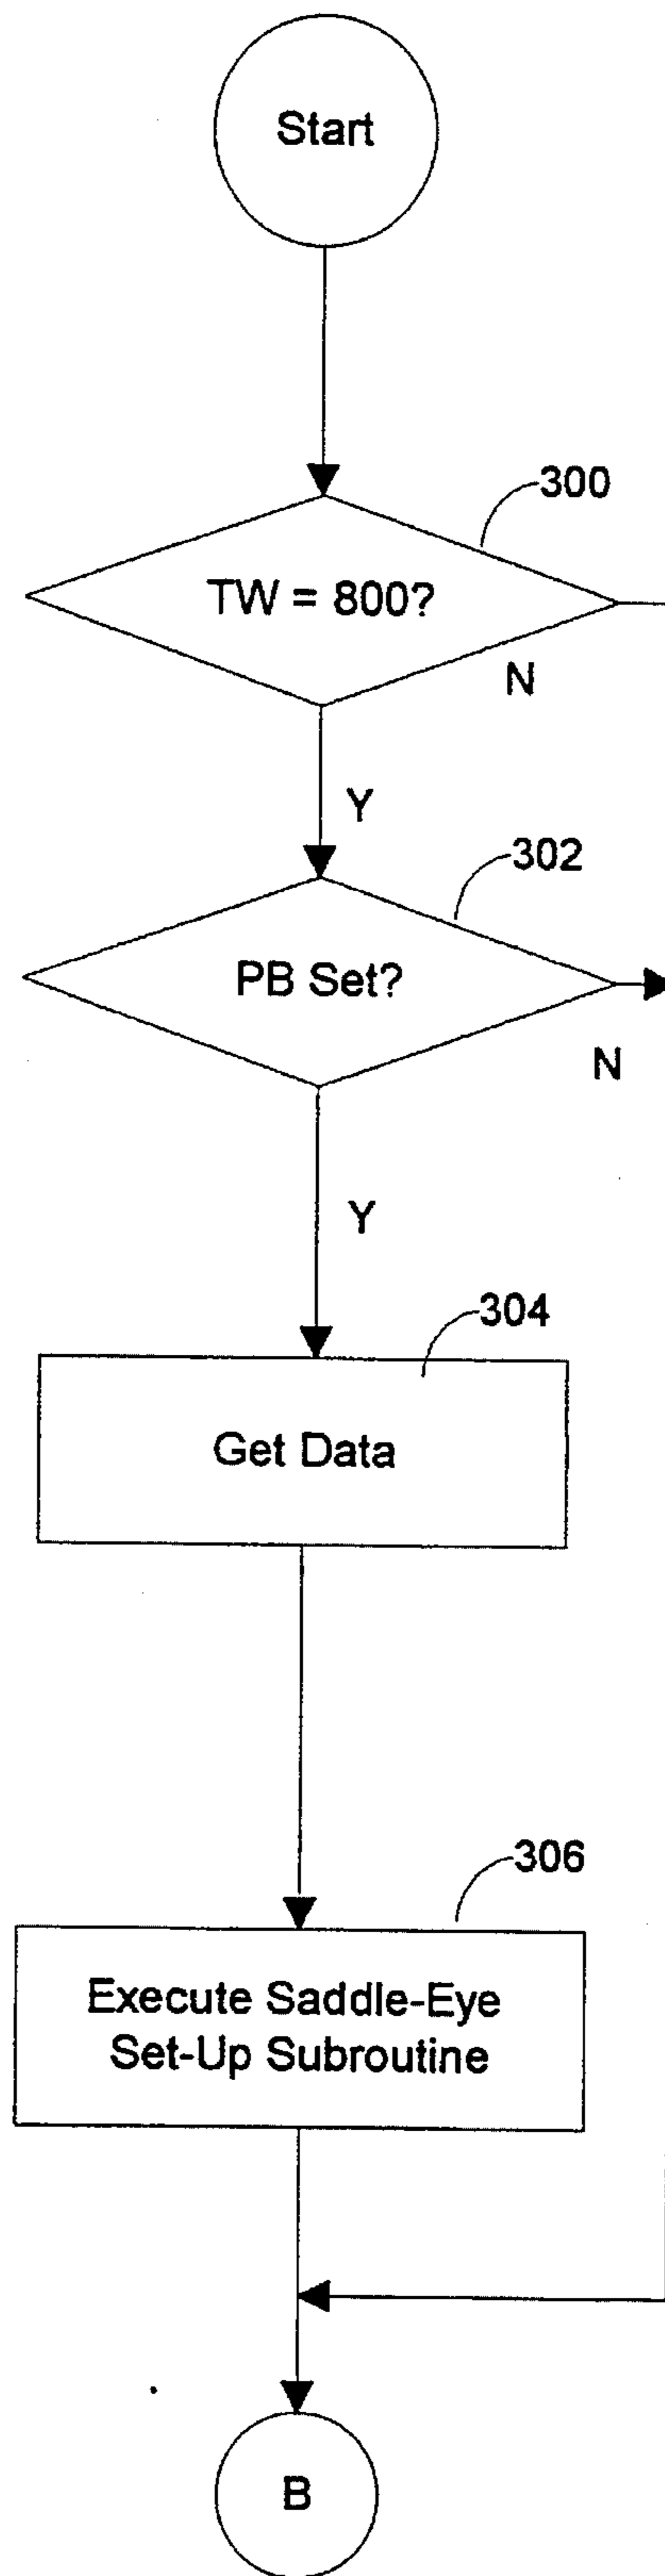 Start
300
TW = 800?
N
Y
302
PB Set?
N
Y
304
Get Data
306
Execute Saddle-Eye
Set-Up Subroutine
B